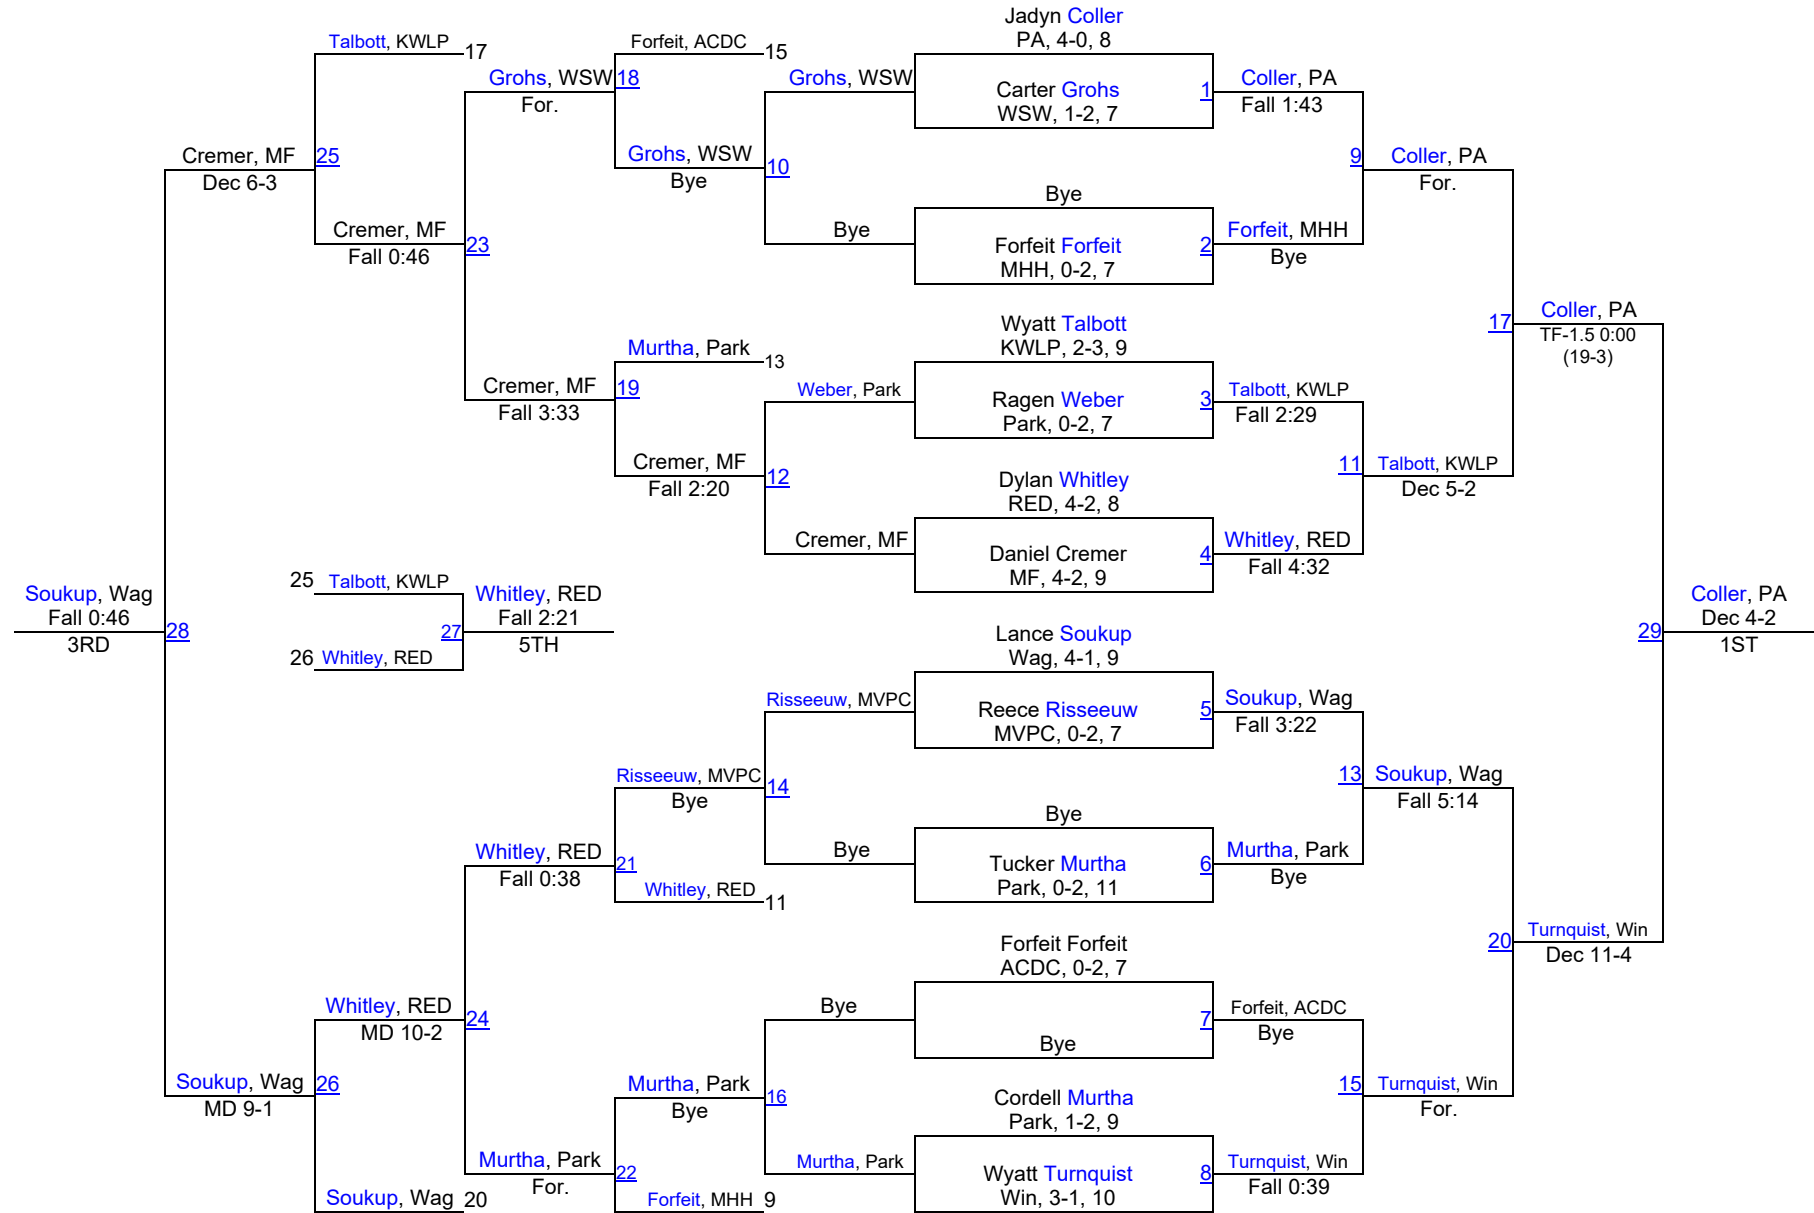 Jadyn Coller
PA, 4-0, 8
Talbott, KWLP
17
Forfeit, ACDC
15
Grohs, WSW
18
For.
Grohs, WSW
Carter Grohs
WSW, 1-2, 7
1
Coller, PA
Fall 1:43
Cremer, MF
25
Dec 6-3
Grohs, WSW
10
Bye
9
Coller, PA
For.
Bye
Cremer, MF
23
Fall 0:46
Bye
Forfeit Forfeit
MHH, 0-2, 7
2
Forfeit, MHH
Bye
Wyatt Talbott
KWLP, 2-3, 9
17
Coller, PA
TF-1.5 0:00
(19-3)
Murtha, Park
13
Cremer, MF
19
Fall 3:33
Weber, Park
Ragen Weber
Park, 0-2, 7
3
Talbott, KWLP
Fall 2:29
Cremer, MF
12
Fall 2:20
Dylan Whitley
RED, 4-2, 8
11
Talbott, KWLP
Dec 5-2
Cremer, MF
Daniel Cremer
MF, 4-2, 9
4
Whitley, RED
Fall 4:32
Soukup, Wag
Fall 0:46
3RD
28
25
Talbott, KWLP
26
Whitley, RED
27
Whitley, RED
Fall 2:21
5TH
29
Coller, PA
Dec 4-2
1ST
Lance Soukup
Wag, 4-1, 9
Risseeuw, MVPC
Reece Risseeuw
MVPC, 0-2, 7
5
Soukup, Wag
Fall 3:22
Risseeuw, MVPC
14
Bye
13
Soukup, Wag
Fall 5:14
Bye
Bye
Tucker Murtha
Park, 0-2, 11
6
Murtha, Park
Bye
Whitley, RED
21
Fall 0:38
Whitley, RED
11
Forfeit Forfeit
ACDC, 0-2, 7
20
Turnquist, Win
Dec 11-4
Whitley, RED
24
MD 10-2
Bye
Bye
7
Forfeit, ACDC
Bye
Soukup, Wag
26
MD 9-1
Murtha, Park
16
Bye
Cordell Murtha
Park, 1-2, 9
15
Turnquist, Win
For.
Murtha, Park
22
For.
Murtha, Park
Wyatt Turnquist
Win, 3-1, 10
8
Turnquist, Win
Fall 0:39
Soukup, Wag
20
Forfeit, MHH
9